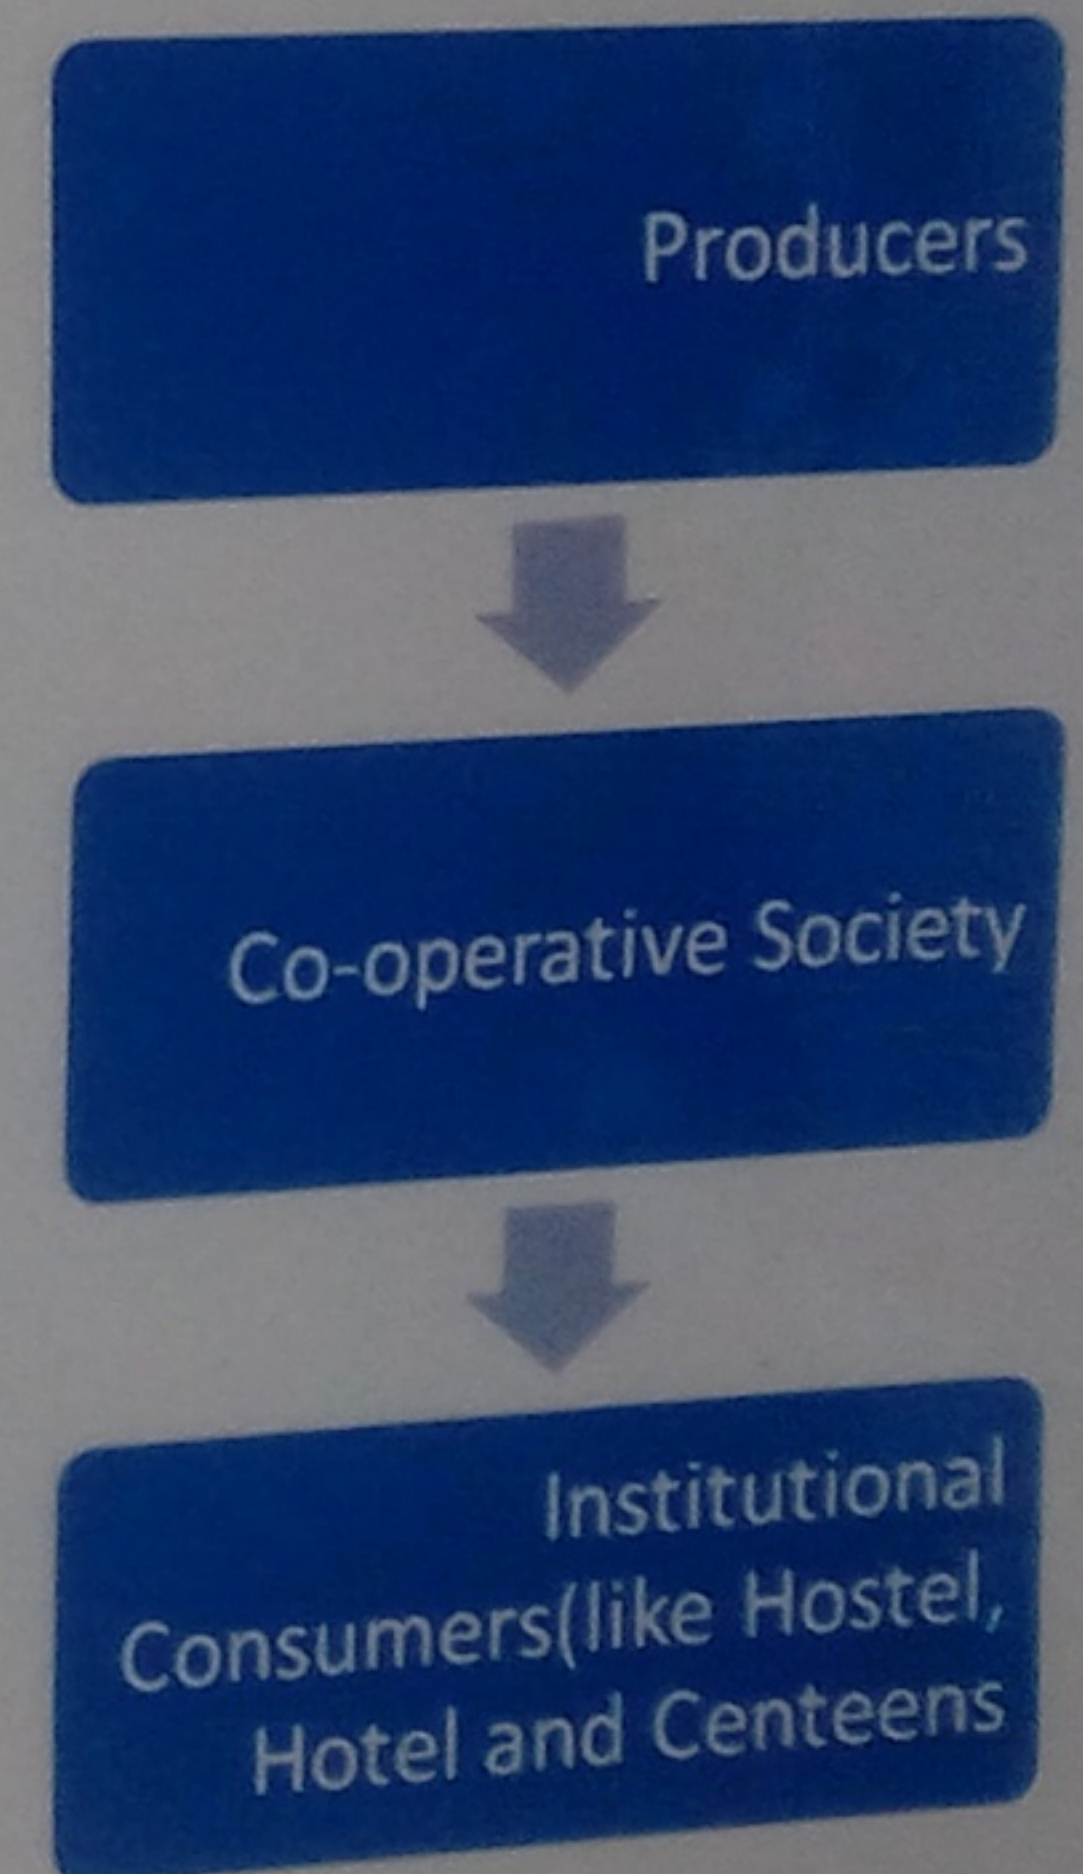 Producers
Co-operative Society
Institutional
Consumers(like Hostel,
Hotel and Centeens